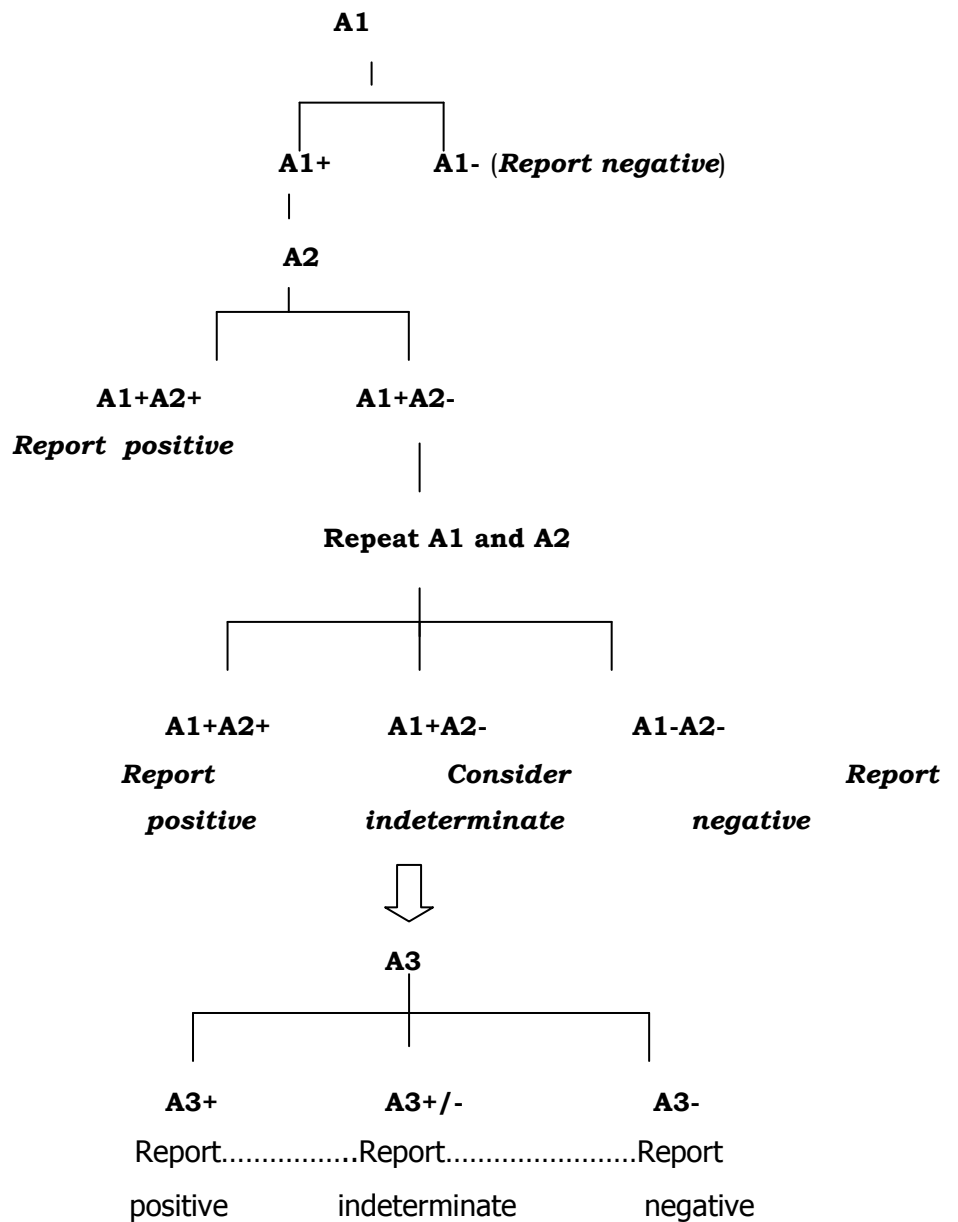 A1
A1+ A1- (Report negative)
A2
A1+A2+ A1+A2-
Report positive
Repeat A1 and A2
A1+A2+ A1+A2- A1-A2-
Report Consider Report
positive indeterminate negative
A3
A3+ A3+/- A3-
Report……………..Report…………………...Report
positive indeterminate negative